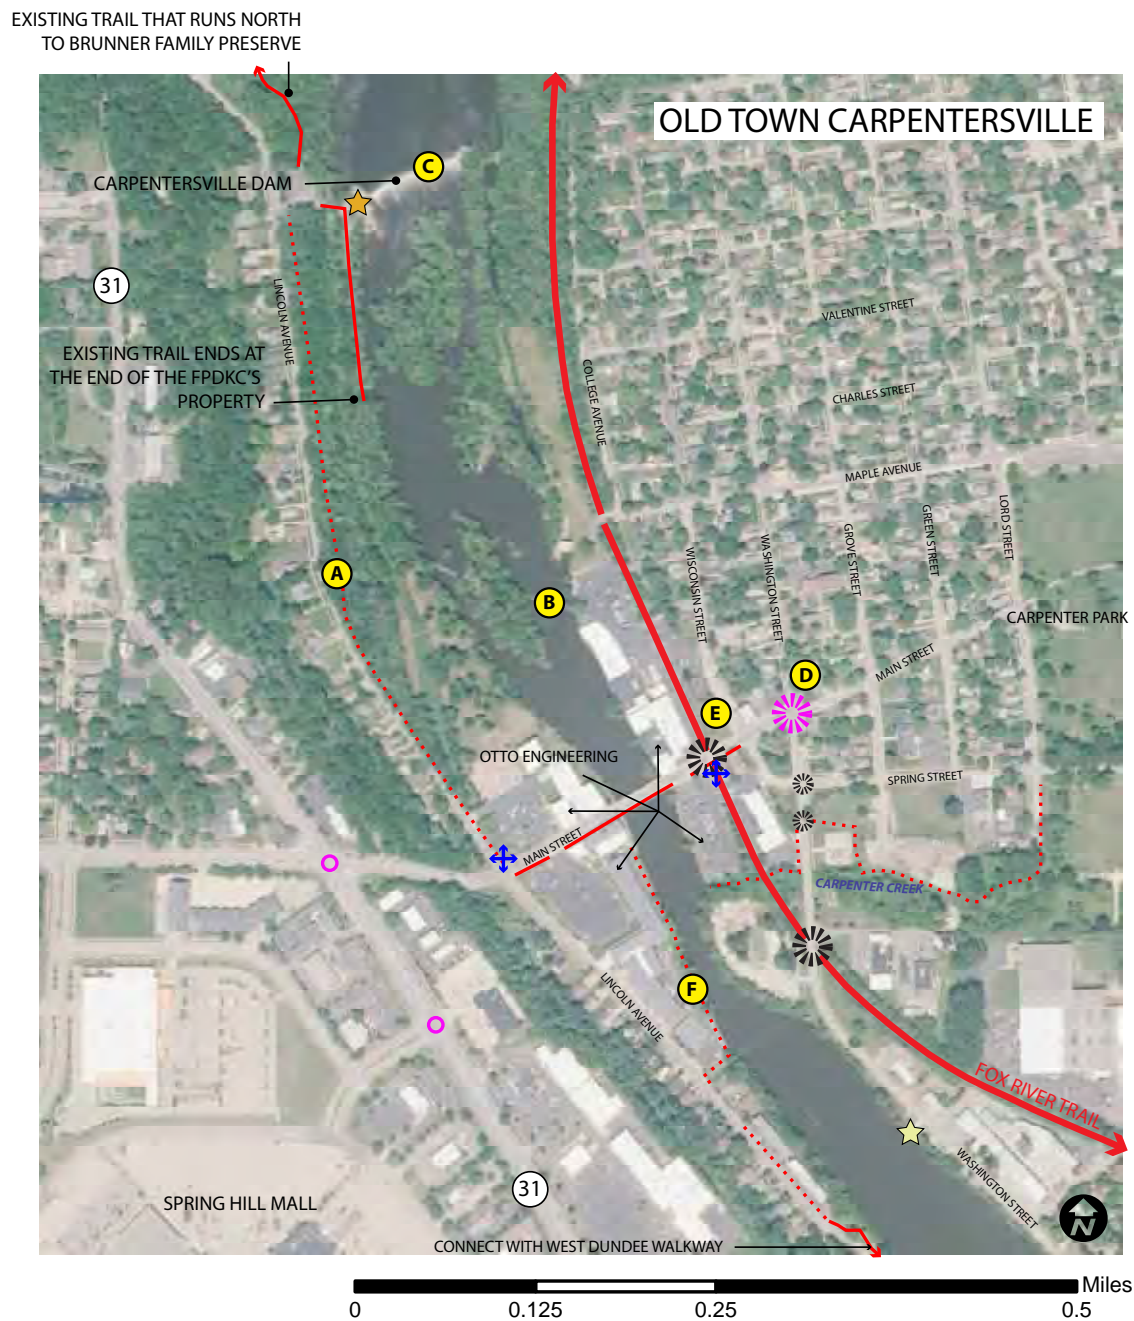 EXISTING TRAIL THAT RUNS NORTH
TO BRUNNER FAMILY PRESERVE
OLD TOWN CARPENTERSVILLE
C
CARPENTERSVILLE DAM
31
LINCOLN AVENUE
VALENTINE STREET
EXISTING TRAIL ENDS AT
THE END OF THE FPDKC'S
PROPERTY
COLLEGE AVENUE
CHARLES STREET
MAPLE AVENUE
LORD STREET
GREEN STREET
GROVE STREET
WASHINGTON STREET
WISCONSIN STREET
A
B
CARPENTER PARK
MAIN STREET
D
E
OTTO ENGINEERING
SPRING STREET
MAIN STREET
CARPENTER CREEK
F
LINCOLN AVENUE
FOX RIVER TRAIL
WASHINGTON STREET
31
SPRING HILL MALL
N
CONNECT WITH WEST DUNDEE WALKWAY
Miles
0 0.125 0.25 0.5